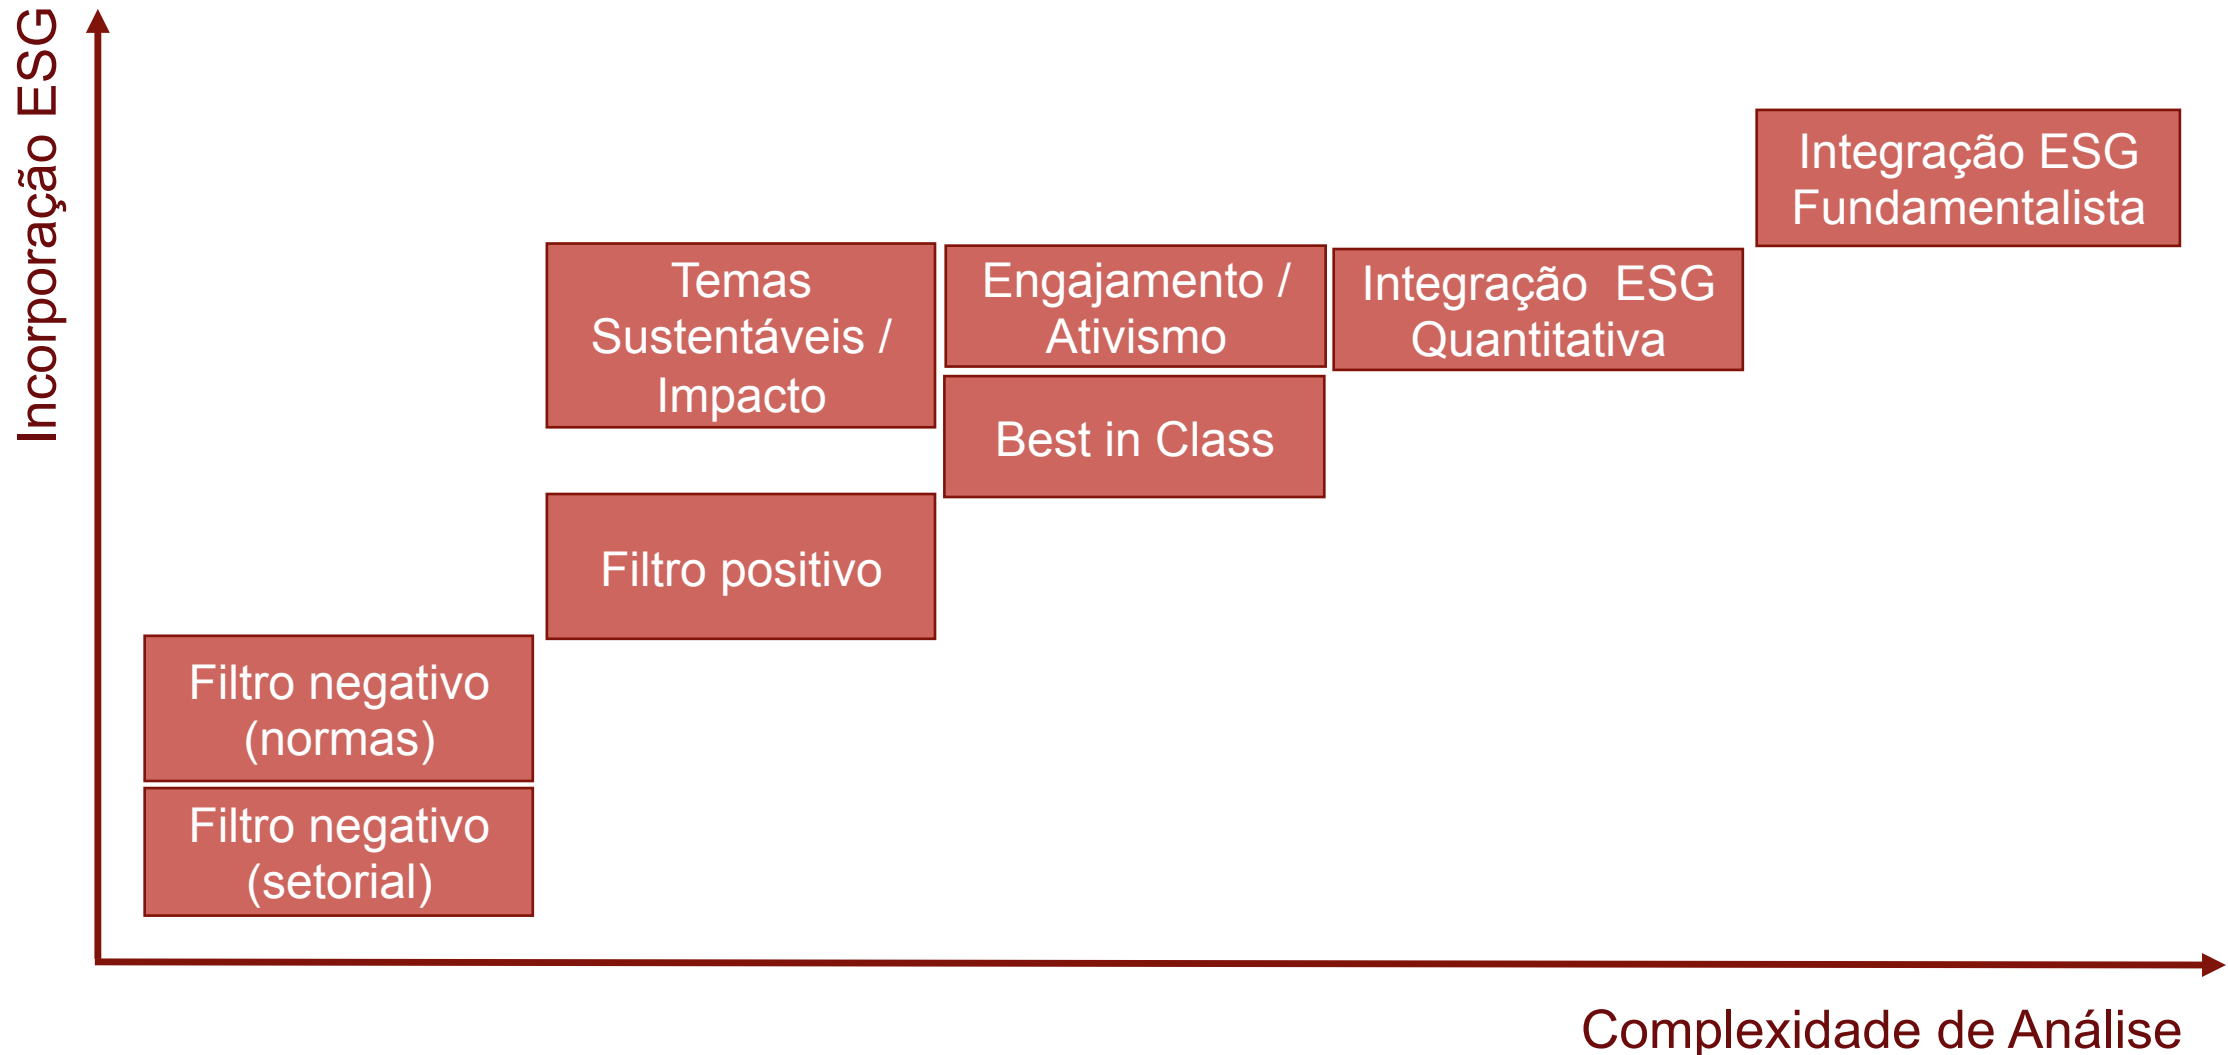 Incorporação ESG
Integração ESG
Fundamentalista
Temas
Sustentáveis /
Impacto
Engajamento /
Ativismo
Integração  ESG
Quantitativa
Best in Class
Filtro positivo
Filtro negativo
(normas)
Filtro negativo
(setorial)
Complexidade de Análise